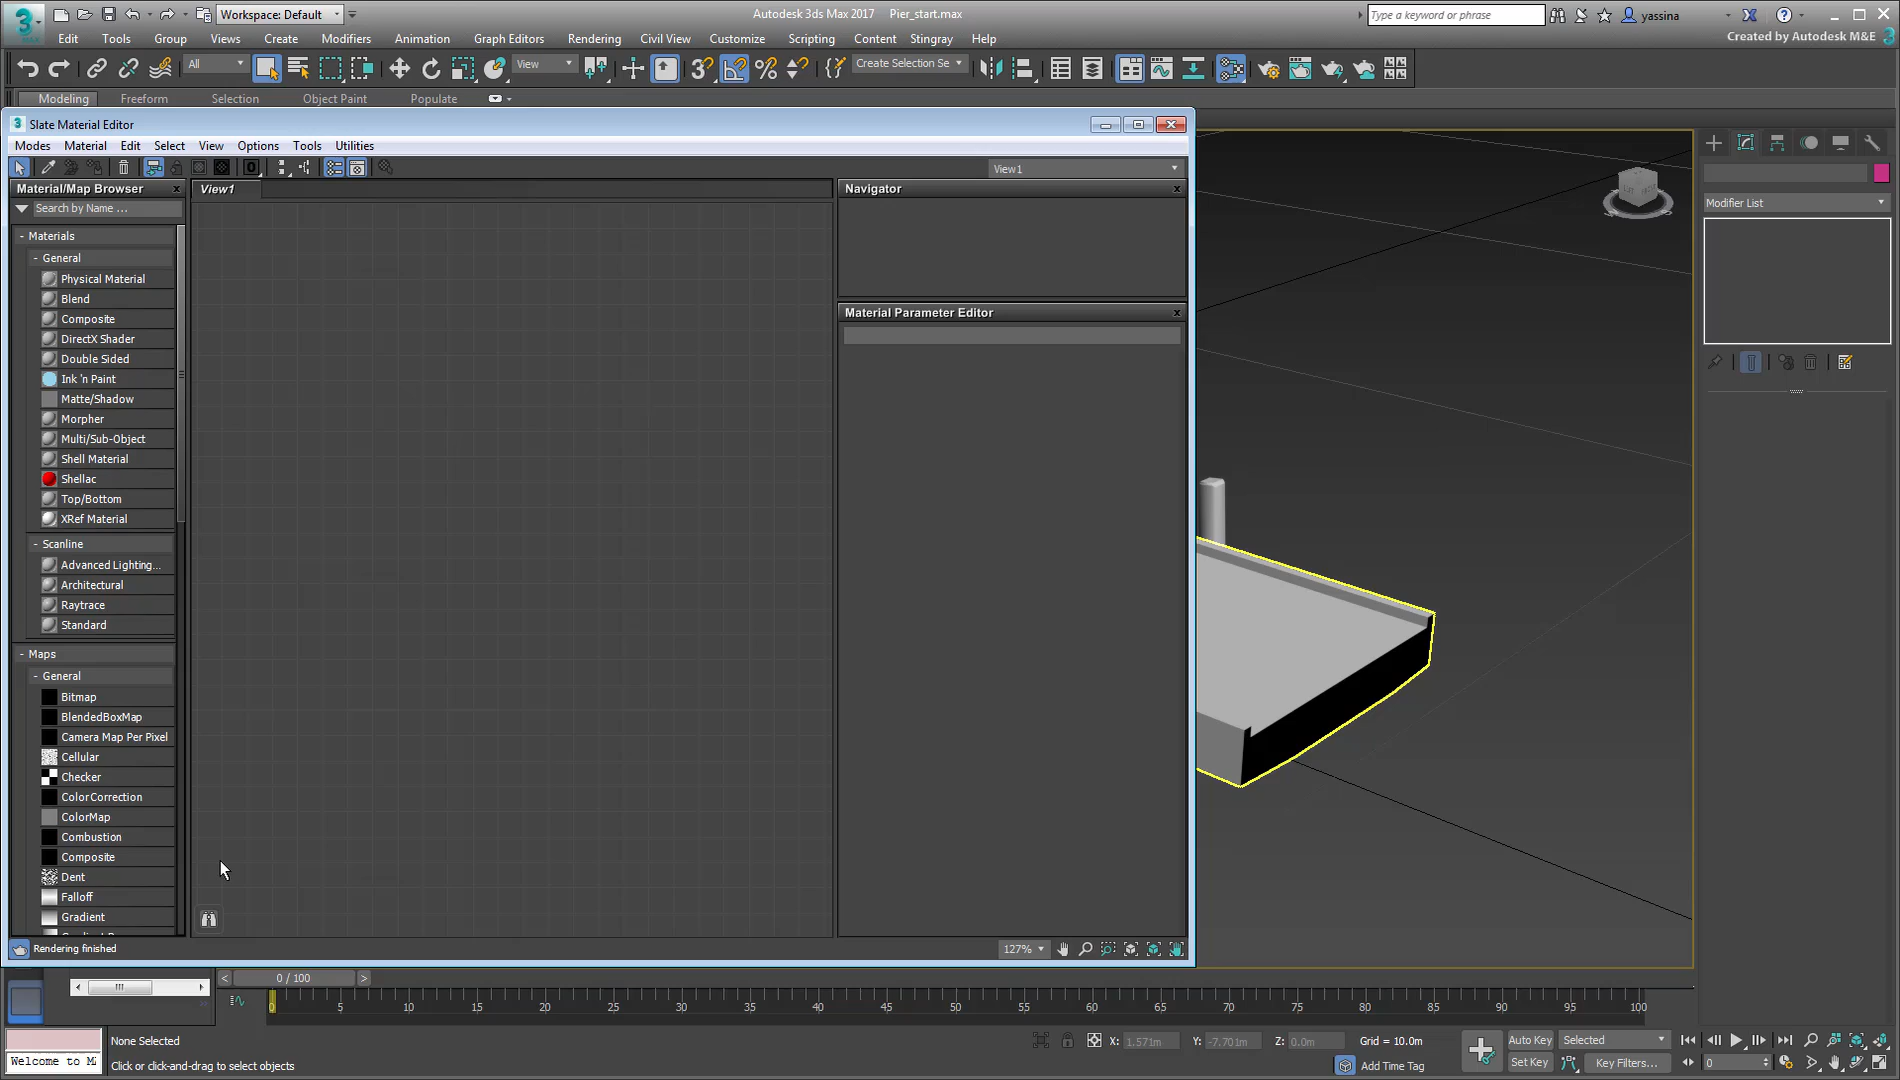 Workspace: Default
Autodesk 3ds Max 2017 Pier_start.max
Type a keyword or phrase
yassina
Edit Tools Group Views Create Modifiers Animation Graph Editors Rendering Civil View Customize Scripting Content Stingray Help
Created by Autodesk M&E
All
View
Create Selection Se
Modeling Freeform Selection Object Paint Populate
Slate Material Editor
Modes Material Edit Select View Options Tools Utilities
View1
Material/Map Browser
View1
Navigator
Modifier List
Search by Name ...
- Materials
- General
Physical Material
Blend
Composite
DirectX Shader
Double Sided
Ink 'n Paint
Matte/Shadow
Morpher
Multi/Sub-Object
Shell Material
Shellac
Top/Bottom
XRef Material
- Scanline
Advanced Lighting...
Architectural
Raytrace
Standard
- Maps
- General
Bitmap
BlendedBoxMap
Camera Map Per Pixel
Cellular
Checker
ColorCorrection
ColorMap
Combustion
Composite
Dent
Falloff
Gradient
Material Parameter Editor
Rendering finished
127%
0 / 100
0 5 10 15 20 25 30 35 40 45 50 55 60 65 70 75 80 85 90 95 100
None Selected
X: 1.571m Y: -7.701m Z: 0.0m Grid = 10.0m
Auto Key Selected
Welcome to M
Click or click-and-drag to select objects
Add Time Tag
Set Key Key Filters... 0